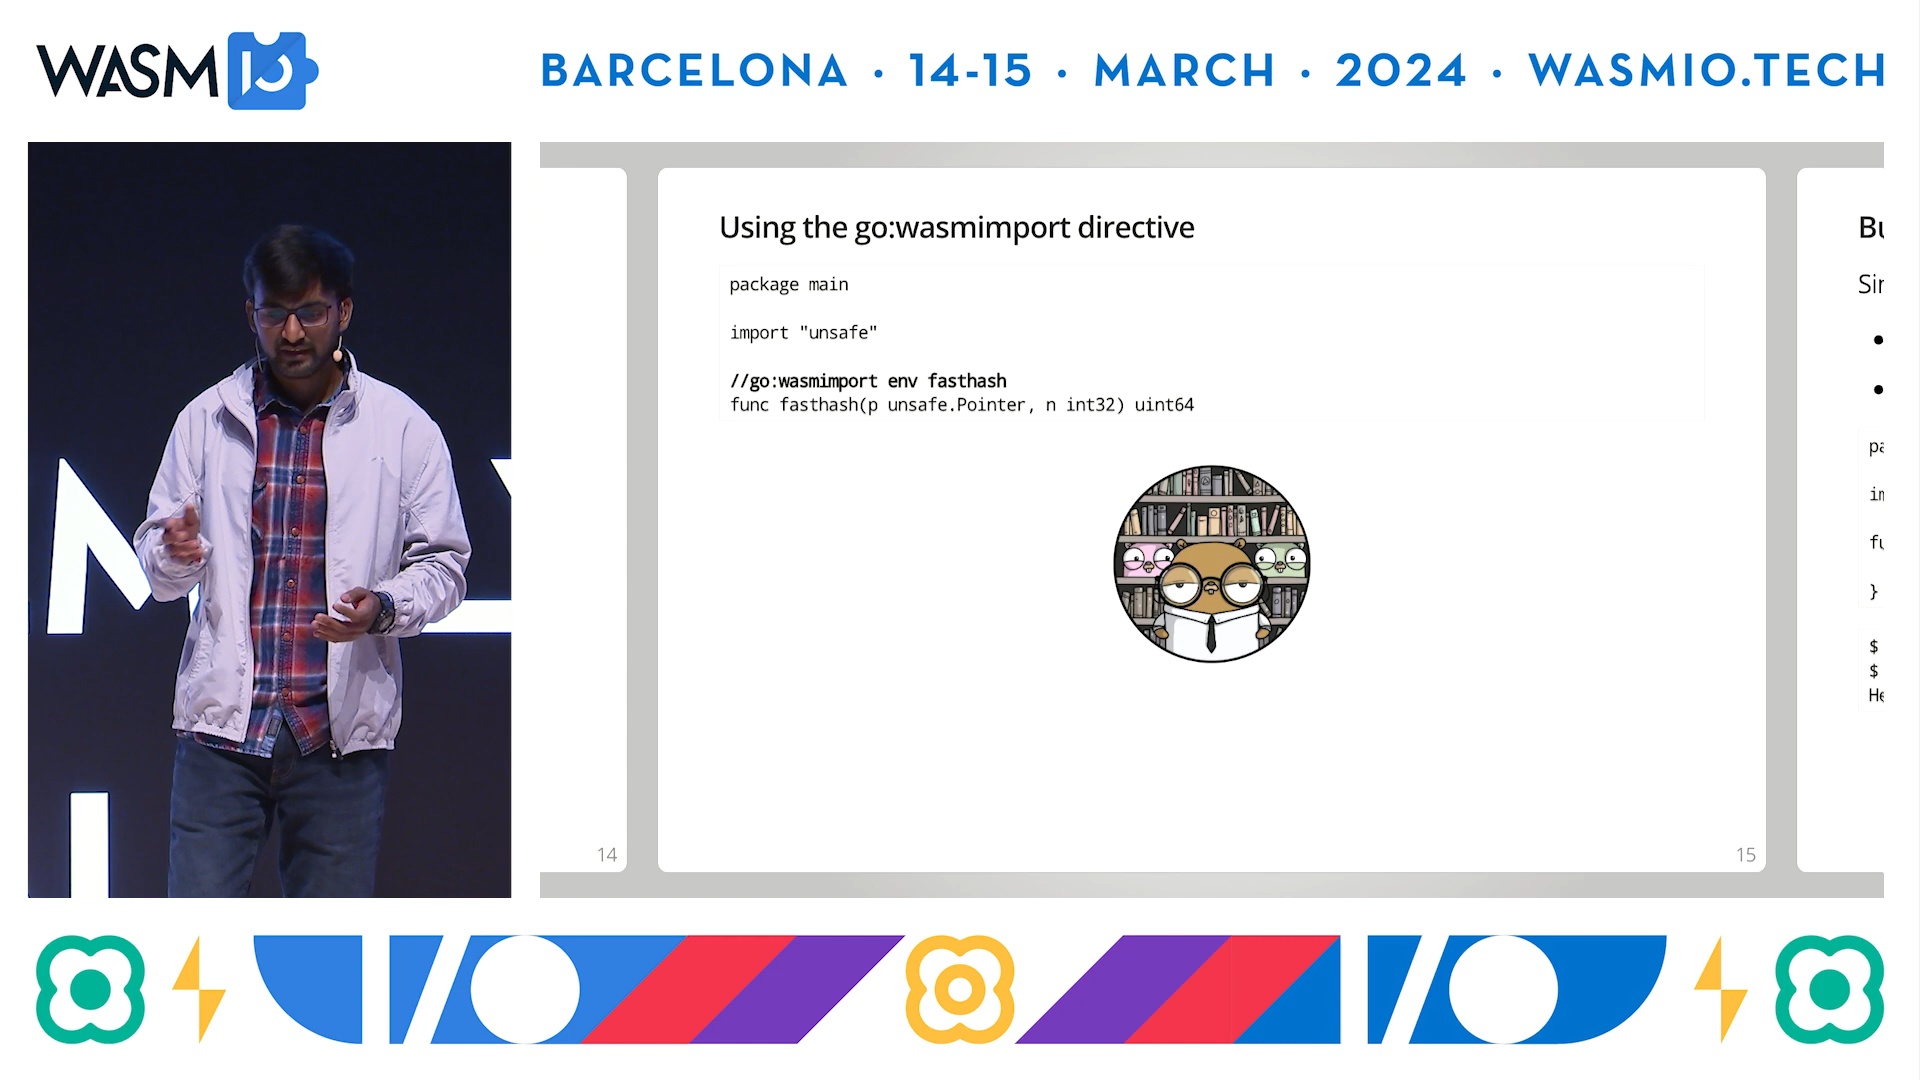 WASM IO
BARCELONA · 14-15 · MARCH · 2024 · WASMIO.TECH
Using the go:wasmimport directive
package main
import "unsafe"
//go:wasmimport env fasthash
func fasthash(p unsafe.Pointer, n int32) uint64
14
15
$
$
}